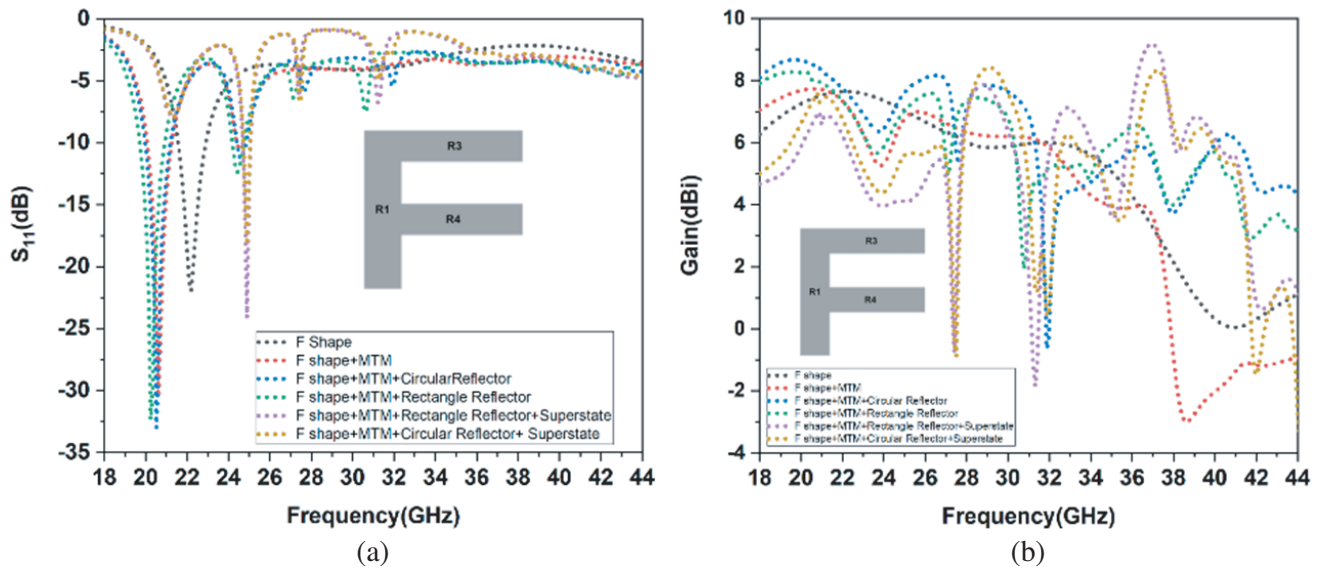 0
-5
-10
-15
-20
-25
-30
-35
S11(dB)
R3
R1
R4
F Shape
F shape+MTM
F shape+MTM+CircularReflector
F shape+MTM+Rectangle Reflector
F shape+MTM+Rectangle Reflector+Superstate
F shape+MTM+Circular Reflector+ Superstate
18 20 22 24 26 28 30 32 34 36 38 40 42 44
Frequency(GHz)
(a)
10
8
6
4
2
0
-2
-4
Gain(dBi)
R3
R1
R4
F shape
F shape+MTM
F shape+MTM+Circular Reflector
F shape+MTM+Rectangle Reflector
F shape+MTM+Rectangle Reflector+Superstate
F shape+MTM+Circular Reflector+Superstate
18 20 22 24 26 28 30 32 34 36 38 40 42 44
Frequency(GHz)
(b)